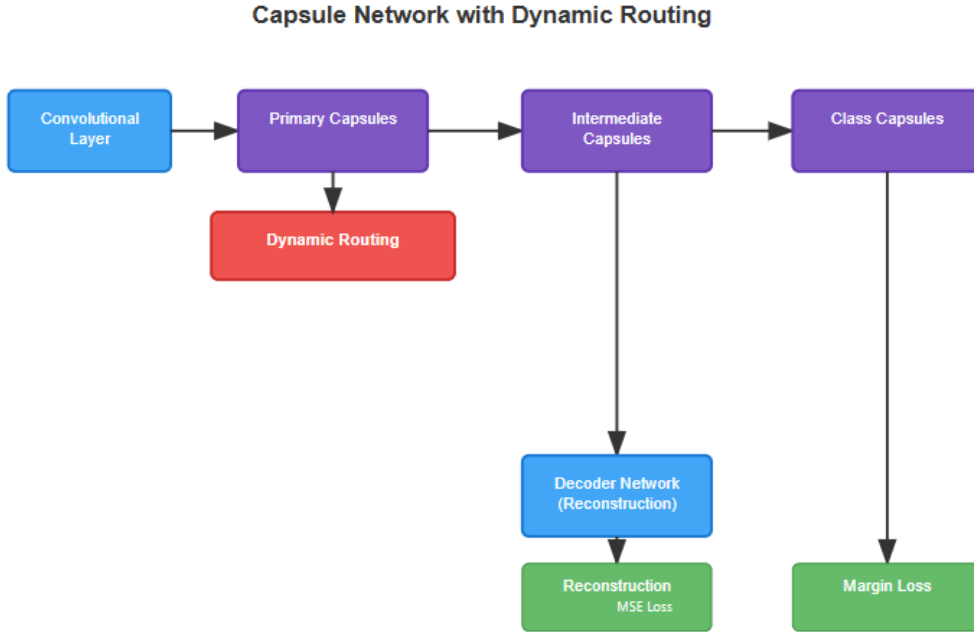 Capsule Network with Dynamic Routing
Convolutional
Layer
Primary Capsules
Intermediate
Capsules
Class Capsules
Dynamic Routing
Decoder Network
(Reconstruction)
Reconstruction
MSE Loss
Margin Loss